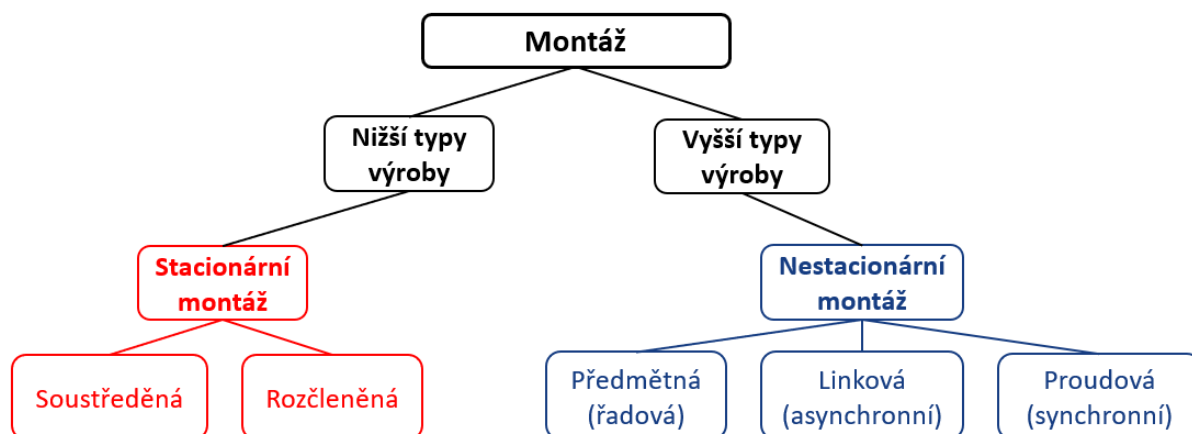 Montáž
Nižší typy
výroby
Vyšší typy
výroby
Stacionární
montáž
Nestacionární
montáž
Soustředěná
Rozčleněná
Předmětná
(řadová)
Linková
(asynchronní)
Proudová
(synchronní)